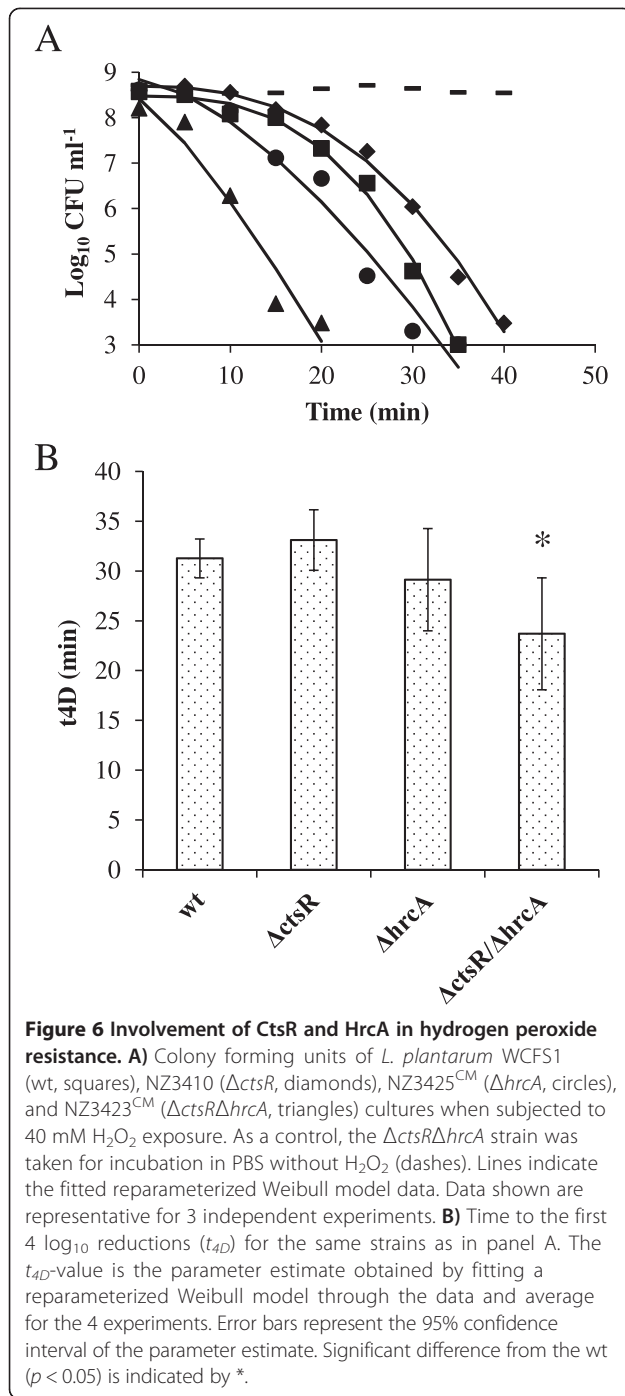 A
9
8
7
6
5
4
3
Log₁₀ CFU ml⁻¹
0 10 20 30 40 50
Time (min)
B
40
35
30
25
20
15
10
5
0
t4D (min)
*
wt ΔctsR ΔhrcA ΔctsR/ΔhrcA
Figure 6 Involvement of CtsR and HrcA in hydrogen peroxide
resistance. A) Colony forming units of L. plantarum WCFS1
(wt, squares), NZ3410 (ΔctsR, diamonds), NZ3425ᶜᴹ (ΔhrcA, circles),
and NZ3423ᶜᴹ (ΔctsRΔhrcA, triangles) cultures when subjected to
40 mM H₂O₂ exposure. As a control, the ΔctsRΔhrcA strain was
taken for incubation in PBS without H₂O₂ (dashes). Lines indicate
the fitted reparameterized Weibull model data. Data shown are
representative for 3 independent experiments. B) Time to the first
4 log₁₀ reductions (t4D) for the same strains as in panel A. The
t4D-value is the parameter estimate obtained by fitting a
reparameterized Weibull model through the data and average
for the 4 experiments. Error bars represent the 95% confidence
interval of the parameter estimate. Significant difference from the wt
(p < 0.05) is indicated by *.